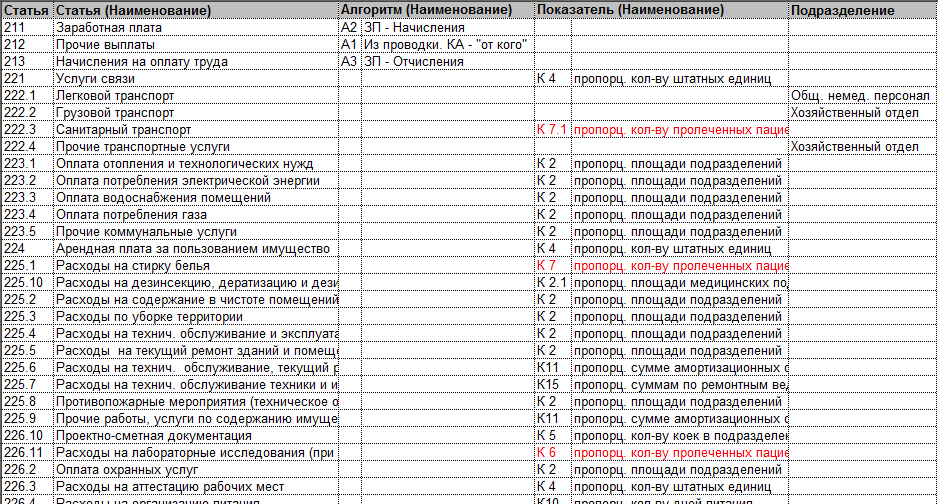 Статья Статья (Наименование) Алгоритм (Наименование) Показатель (Наименование) Подразделение
211 Заработная плата А2 ЗП - Начисления
212 Прочие выплаты А1 Из проводки. КА - "от кого"
213 Начисления на оплату труда А3 ЗП - Отчисления
221 Услуги связи К 4 пропорц. кол-ву штатных единиц
222.1 Легковой транспорт Общ. немед. персонал
222.2 Грузовой транспорт Хозяйственный отдел
222.3 Санитарный транспорт К 7.1 пропорц. кол-ву пролеченных пацие
222.4 Прочие транспортные услуги Хозяйственный отдел
223.1 Оплата отопления и технологических нужд К 2 пропорц. площади подразделений
223.2 Оплата потребления электрической энергии К 2 пропорц. площади подразделений
223.3 Оплата водоснабжения помещений К 2 пропорц. площади подразделений
223.4 Оплата потребления газа К 2 пропорц. площади подразделений
223.5 Прочие коммунальные услуги К 2 пропорц. площади подразделений
224 Арендная плата за пользованием имущество К 4 пропорц. кол-ву штатных единиц
225.1 Расходы на стирку белья К 7 пропорц. кол-ву пролеченных пацие
225.10 Расходы на дезинсекцию, дератизацию и дези К 2.1 пропорц. площади медицинских по
225.2 Расходы на содержание в чистоте помещений К 2 пропорц. площади подразделений
225.3 Расходы по уборке территории К 2 пропорц. площади подразделений
225.4 Расходы на технич. обслуживание и эксплуата К 2 пропорц. площади подразделений
225.5 Расходы на текущий ремонт зданий и помещ К 2 пропорц. площади подразделений
225.6 Расходы на технич. обслуживание, текущий р К11 пропорц. сумме амортизационных о
225.7 Расходы на технич. обслуживание техники и и К15 пропорц. суммам по ремонтным вед
225.8 Противопожарные мероприятия (техническое о К 2 пропорц. площади подразделений
225.9 Прочие работы, услуги по содержанию имуще К11 пропорц. сумме амортизационных о
226.10 Проектно-сметная документация К 5 пропорц. кол-ву коек в подразделен
226.11 Расходы на лабораторные исследования (при К 6 пропорц. кол-ву пролеченных пацие
226.2 Оплата охранных услуг К 2 пропорц. площади подразделений
226.3 Расходы на аттестацию рабочих мест К 4 пропорц. кол-ву штатных единиц
226.4 Расходы на организацию питания К10 пропорц. кол-ву дней питания